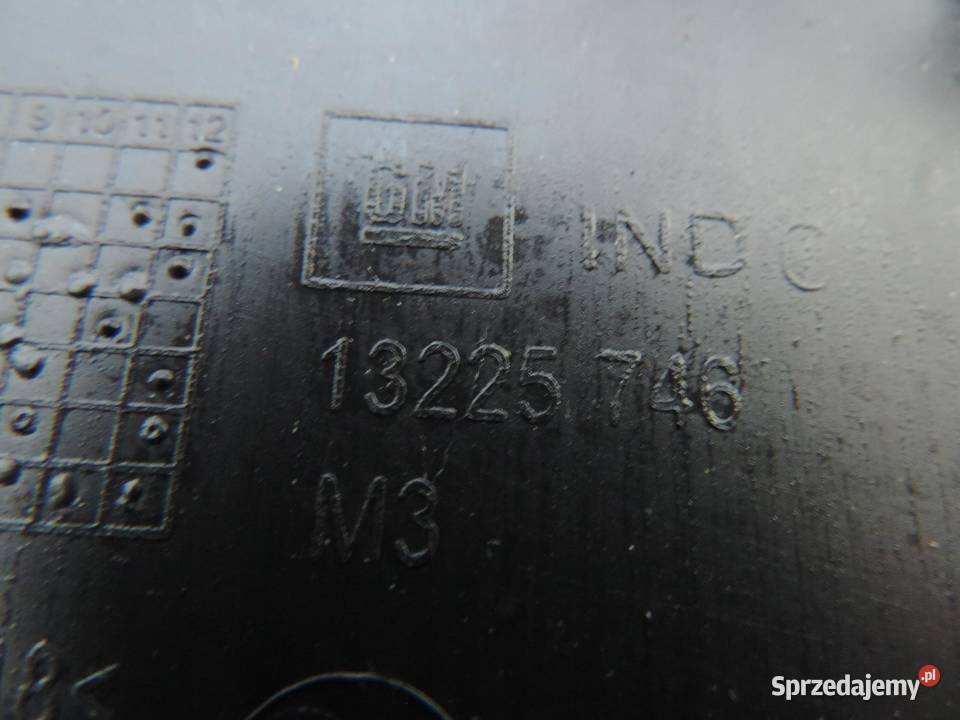 9 10 11 12
GM
IND
13225 746
M3
Sprzedajemy.pl